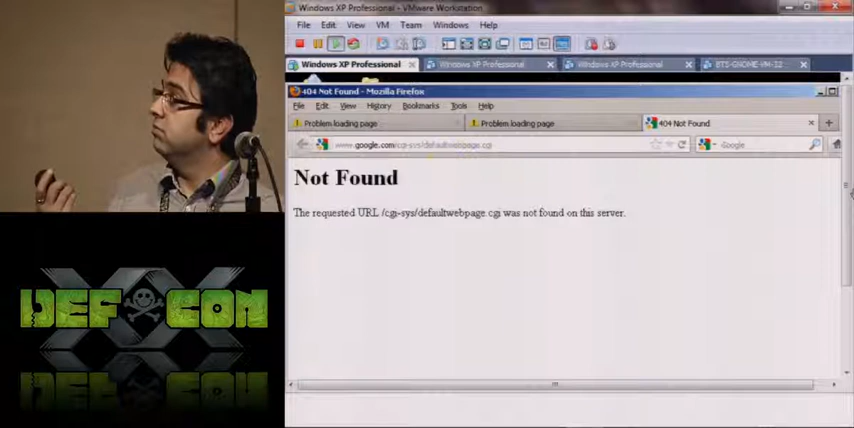 Windows XP Professional - VMware Workstation
File Edit View VM Team Windows Help
Windows XP Professional Windows XP Professional Windows XP Professional
404 Not Found - Mozilla Firefox
File Edit View History Bookmarks Tools Help
Problem loading page Problem loading page 404 Not Found
www.google.com/cgi-sys/defaultwebpage.cgi Google
Not Found
The requested URL /cgi-sys/defaultwebpage.cgi was not found on this server.
DEF CON
XX